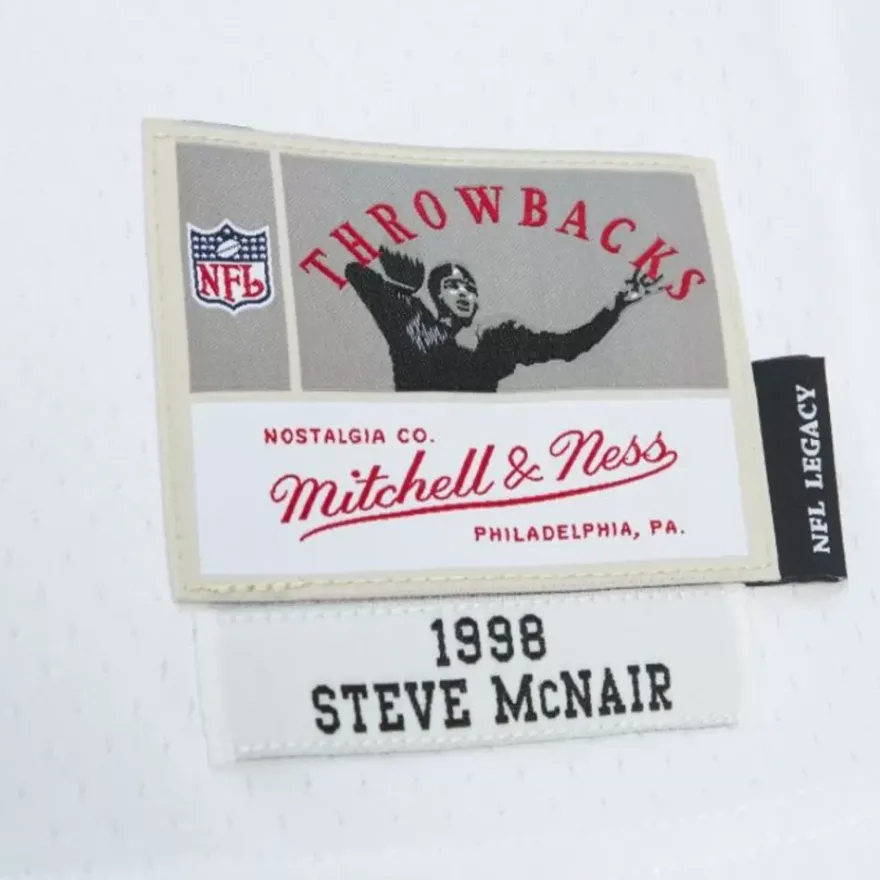 THROWBACKS
NFL
NOSTALGIA CO.
Mitchell & Ness
PHILADELPHIA, PA.
NFL LEGACY
1998
STEVE McNAIR